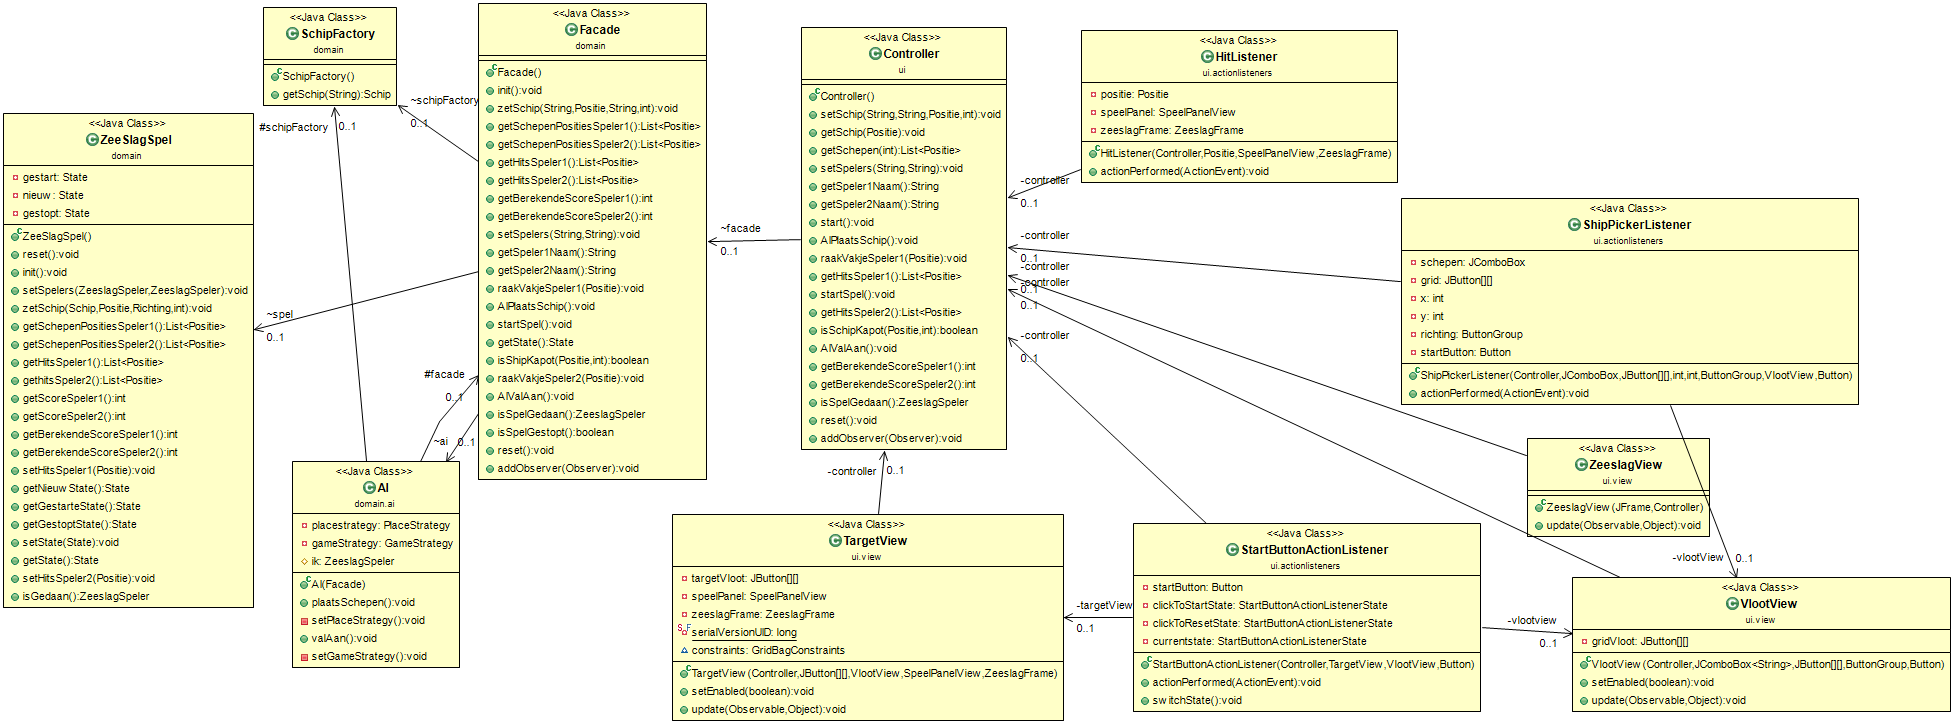 <<Java Class>>
SchipFactory
domain
SchipFactory()
getSchip(String):Schip
<<Java Class>>
Facade
domain
Facade()
init():void
zetSchip(String,Positie,String,int):void
getSchepenPositiesSpeler1():List<Positie>
getSchepenPositiesSpeler2():List<Positie>
getHitsSpeler1():List<Positie>
getHitsSpeler2():List<Positie>
getBerekendeScoreSpeler1():int
getBerekendeScoreSpeler2():int
setSpelers(String,String):void
getSpeler1Naam():String
getSpeler2Naam():String
raakVakjeSpeler1(Positie):void
AIPlaatsSchip():void
startSpel():void
getState():State
isShipKapot(Positie,int):boolean
raakVakjeSpeler2(Positie):void
AIValAan():void
isSpelGedaan():ZeeslagSpeler
isSpelGestopt():boolean
reset():void
addObserver(Observer):void
<<Java Class>>
Controller
ui
Controller()
setSchip(String,String,Positie,int):void
getSchip(Positie):void
getSchepen(int):List<Positie>
setSpelers(String,String):void
getSpeler1Naam():String
getSpeler2Naam():String
start():void
AIPlaatsSchip():void
raakVakjeSpeler1(Positie):void
getHitsSpeler1():List<Positie>
startSpel():void
getHitsSpeler2():List<Positie>
isSchipKapot(Positie,int):boolean
AIValAan():void
getBerekendeScoreSpeler1():int
getBerekendeScoreSpeler2():int
isSpelGedaan():ZeeslagSpeler
reset():void
addObserver(Observer):void
<<Java Class>>
HitListener
ui.actionlisteners
positie: Positie
speelPanel: SpeelPanelView
zeeslagFrame: ZeeslagFrame
HitListener(Controller,Positie,SpeelPanelView,ZeeslagFrame)
actionPerformed(ActionEvent):void
<<Java Class>>
ZeeSlagSpel
domain
gestart: State
nieuw: State
gestopt: State
ZeeSlagSpel()
reset():void
init():void
setSpelers(ZeeslagSpeler,ZeeslagSpeler):void
zetSchip(Schip,Positie,Richting,int):void
getSchepenPositiesSpeler1():List<Positie>
getSchepenPositiesSpeler2():List<Positie>
getHitsSpeler1():List<Positie>
gethitsSpeler2():List<Positie>
getScoreSpeler1():int
getScoreSpeler2():int
getBerekendeScoreSpeler1():int
getBerekendeScoreSpeler2():int
setHitsSpeler1(Positie):void
getNieuwState():State
getGestarteState():State
getGestoptState():State
setState(State):void
getState():State
setHitsSpeler2(Positie):void
isGedaan():ZeeslagSpeler
#schipFactory
0..1
~schipFactory
0..1
~spel
0..1
#facade
0..1
~ai
0..1
~facade
0..1
-controller
0..1
-controller
0..1
-controller
0..1
-controller
0..1
-controller
0..1
-controller
0..1
<<Java Class>>
ShipPickerListener
ui.actionlisteners
schepen: JComboBox
grid: JButton[][]
x: int
y: int
richting: ButtonGroup
startButton: Button
ShipPickerListener(Controller,JComboBox,JButton[][],int,int,ButtonGroup,VlootView,Button)
actionPerformed(ActionEvent):void
<<Java Class>>
ZeeslagView
ui.view
ZeeslagView(JFrame,Controller)
update(Observable,Object):void
<<Java Class>>
AI
domain.ai
placestrategy: PlaceStrategy
gameStrategy: GameStrategy
ik: ZeeslagSpeler
AI(Facade)
plaatsSchepen():void
setPlaceStrategy():void
valAan():void
setGameStrategy():void
<<Java Class>>
TargetView
ui.view
targetVloot: JButton[][]
speelPanel: SpeelPanelView
zeeslagFrame: ZeeslagFrame
serialVersionUID: long
constraints: GridBagConstraints
TargetView(Controller,JButton[][],VlootView,SpeelPanelView,ZeeslagFrame)
setEnabled(boolean):void
update(Observable,Object):void
-targetView
0..1
<<Java Class>>
StartButtonActionListener
ui.actionlisteners
startButton: Button
clickToStartState: StartButtonActionListenerState
clickToResetState: StartButtonActionListenerState
currentstate: StartButtonActionListenerState
StartButtonActionListener(Controller,TargetView,VlootView,Button)
actionPerformed(ActionEvent):void
switchState():void
-vlootview
0..1
-vlootView
0..1
<<Java Class>>
VlootView
ui.view
gridVloot: JButton[][]
VlootView(Controller,JComboBox<String>,JButton[][],ButtonGroup,Button)
setEnabled(boolean):void
update(Observable,Object):void